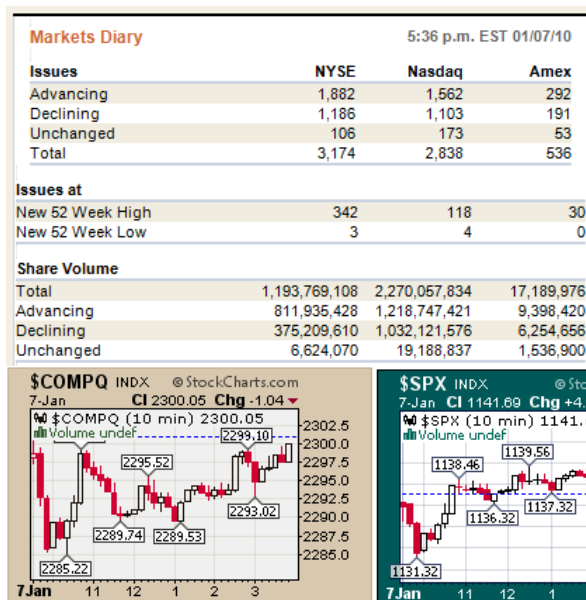 Markets Diary 5:36 p.m. EST 01/07/10
Issues NYSE Nasdaq Amex
Advancing 1,882 1,562 292
Declining 1,186 1,103 191
Unchanged 106 173 53
Total 3,174 2,838 536
Issues at
New 52 Week High 342 118 30
New 52 Week Low 3 4 0
Share Volume
Total 1,193,769,108 2,270,057,834 17,189,976
Advancing 811,935,428 1,218,747,421 9,398,420
Declining 375,209,610 1,032,121,576 6,254,656
Unchanged 6,624,070 19,188,837 1,536,900
$COMPQ INDX © StockCharts.com
7-Jan Cl 2300.05 Chg -1.04
$COMPQ (10 min) 2300.05
Volume undef
2302.5
2300.0
2297.5
2295.0
2292.5
2290.0
2287.5
2285.0
2299.10
2295.52
2293.02
2289.74
2289.53
2285.22
7Jan 11 12 1 2 3
$SPX INDX © Sto
7-Jan Cl 1141.69 Chg +4.
$SPX (10 min) 1141.
Volume undef
1139.56
1138.46
1137.32
1136.32
1131.32
7Jan 11 12 1